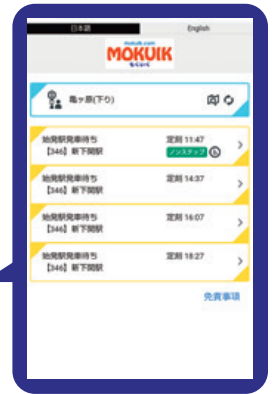 日本語
English
mokuik.com
MOKUIK
もくいく
亀ヶ原(下り)
始発駅発車待ち 定刻 11:47
【346】新下関駅 ノンステップ
始発駅発車待ち 定刻 14:37
【346】新下関駅
始発駅発車待ち 定刻 16:07
【346】新下関駅
始発駅発車待ち 定刻 18:27
【346】新下関駅
免責事項